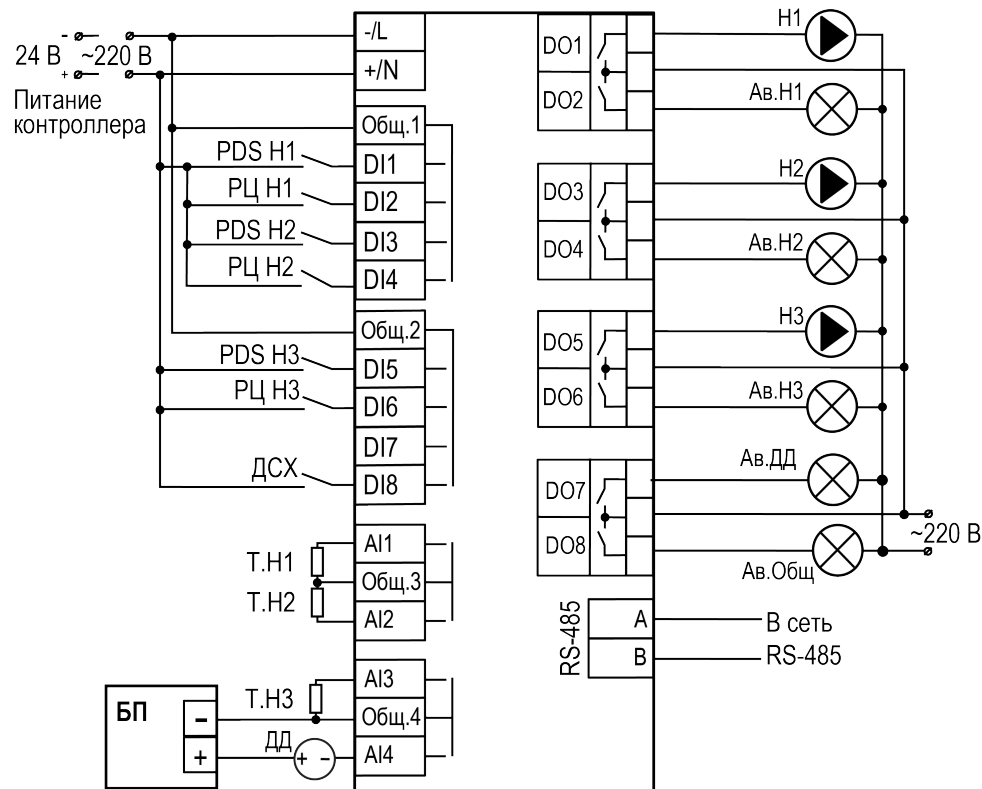 -
24 В ~220 В
+
Питание
контроллера
-/L
+/N
Общ.1
PDS Н1
DI1
РЦ Н1
DI2
PDS Н2
DI3
РЦ Н2
DI4
Общ.2
PDS Н3
DI5
РЦ Н3
DI6
DI7
ДСХ
DI8
AI1
Т.Н1
Общ.3
Т.Н2
AI2
AI3
Т.Н3
Общ.4
AI4
БП
-
+
ДД
+ -
DO1
DO2
DO3
DO4
DO5
DO6
DO7
DO8
Н1
Ав.Н1
Н2
Ав.Н2
Н3
Ав.Н3
Ав.ДД
Ав.Общ
~220 В
RS-485
A
B
В сеть
RS-485